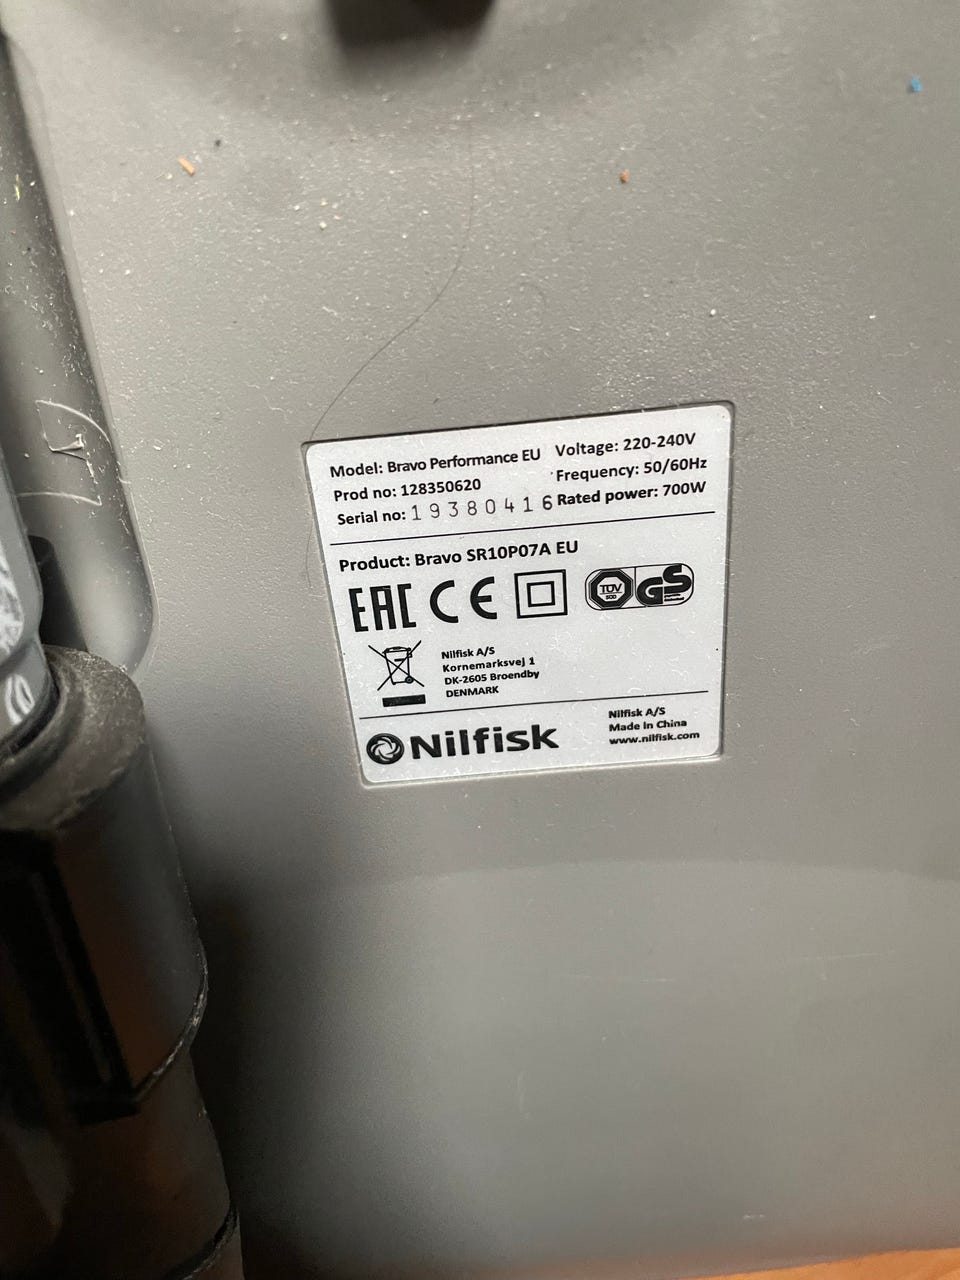 Model: Bravo Performance EU
Prod no: 128350620
Serial no: 19380416
Voltage: 220-240V
Frequency: 50/60Hz
Rated power: 700W
Product: Bravo SR10P07A EU
EAC CE TÜV SÜD GS
Nilfisk A/S
Kornemarksvej 1
DK-2605 Broendby
DENMARK
Nilfisk
Nilfisk A/S
Made In China
www.nilfisk.com